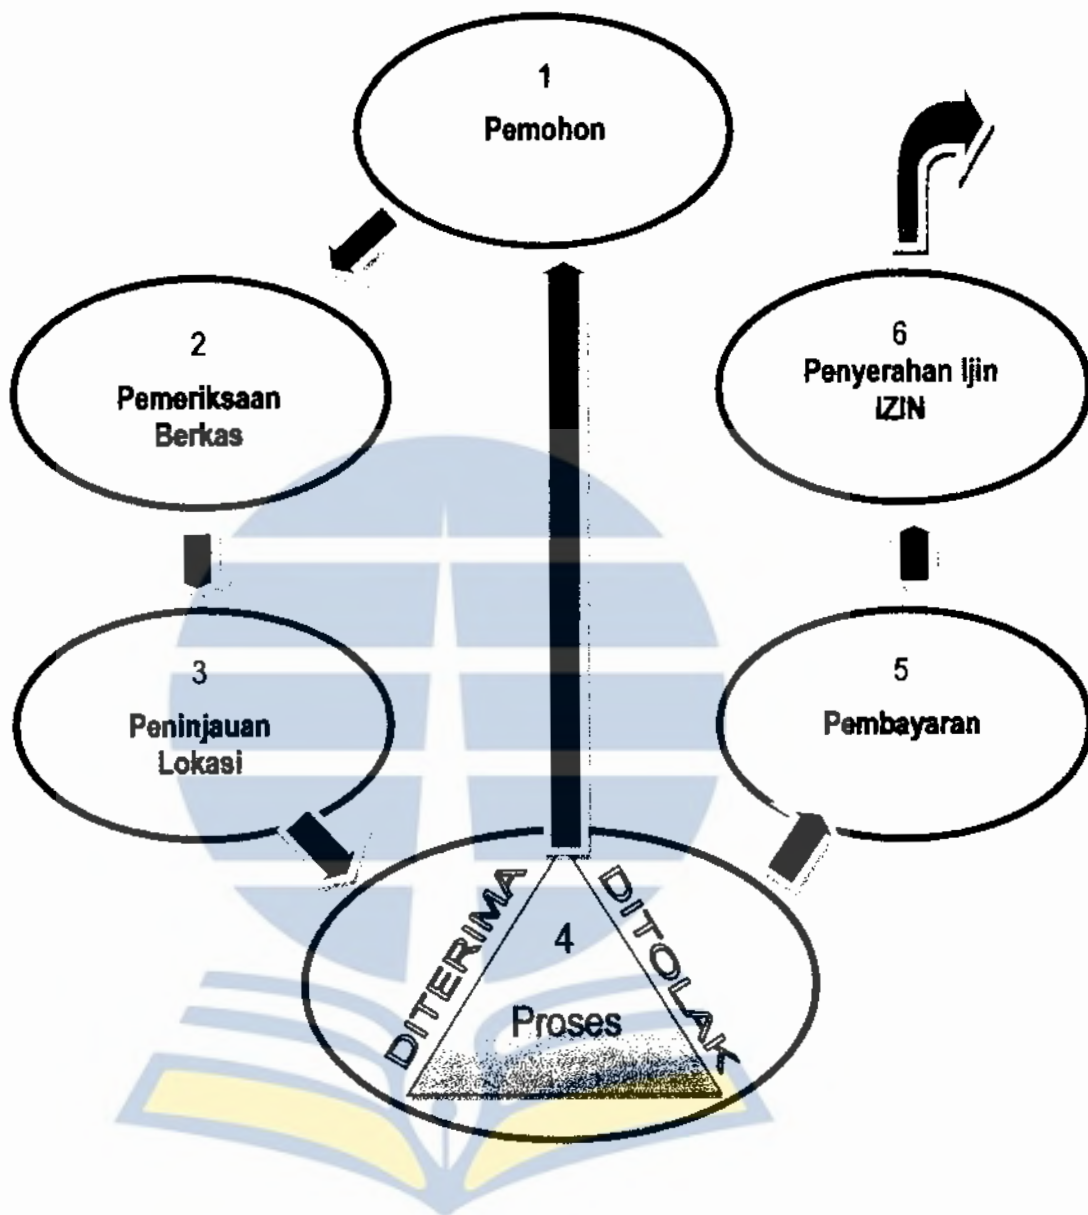 1
Pemohon
2
Pemeriksaan
Berkas
3
Peninjauan
Lokasi
DITERIMA
4
Proses
DITOLAK
5
Pembayaran
6
Penyerahan Ijin
IZIN